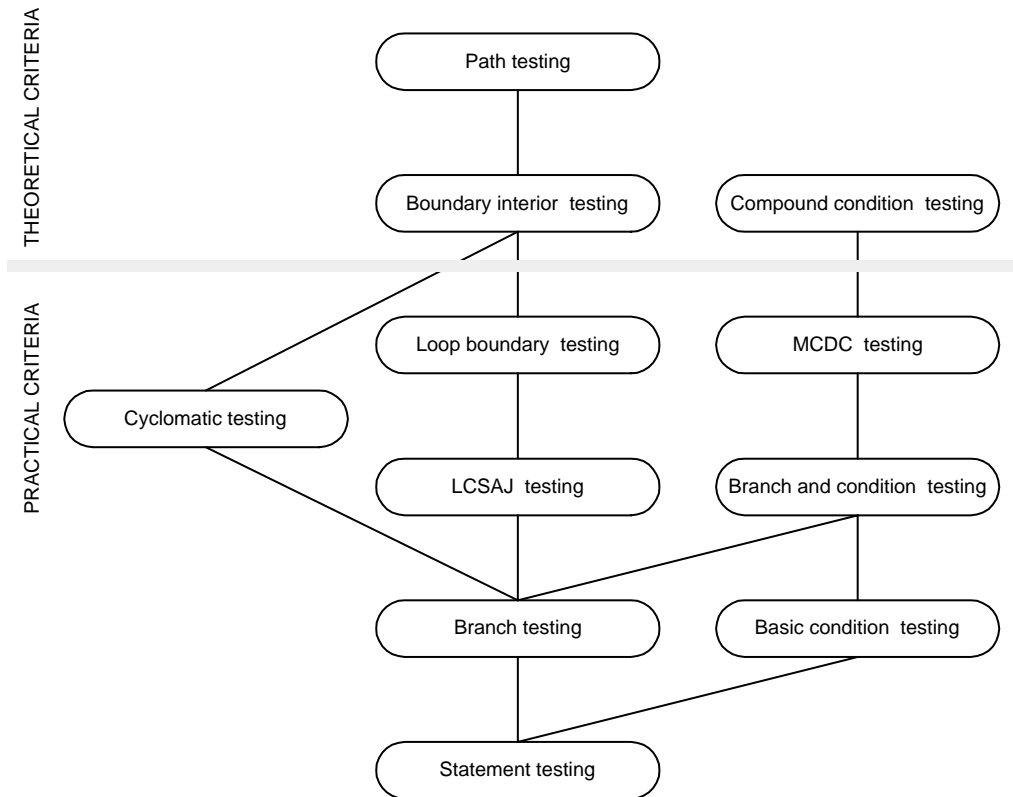 THEORETICAL CRITERIA
Path testing
Boundary interior testing
Compound condition testing
PRACTICAL CRITERIA
Loop boundary testing
MCDC testing
Cyclomatic testing
LCSAJ testing
Branch and condition testing
Branch testing
Basic condition testing
Statement testing